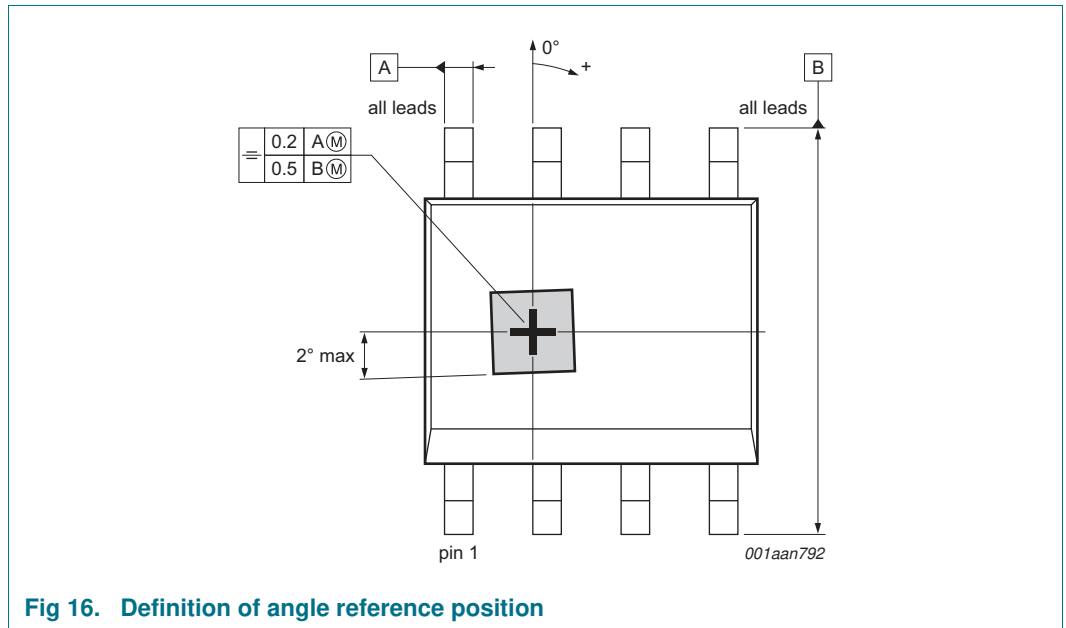 0°
+
A
B
all leads
all leads
⌯ 0.2 A Ⓜ
0.5 B Ⓜ
2° max
pin 1
001aan792
Fig 16. Definition of angle reference position